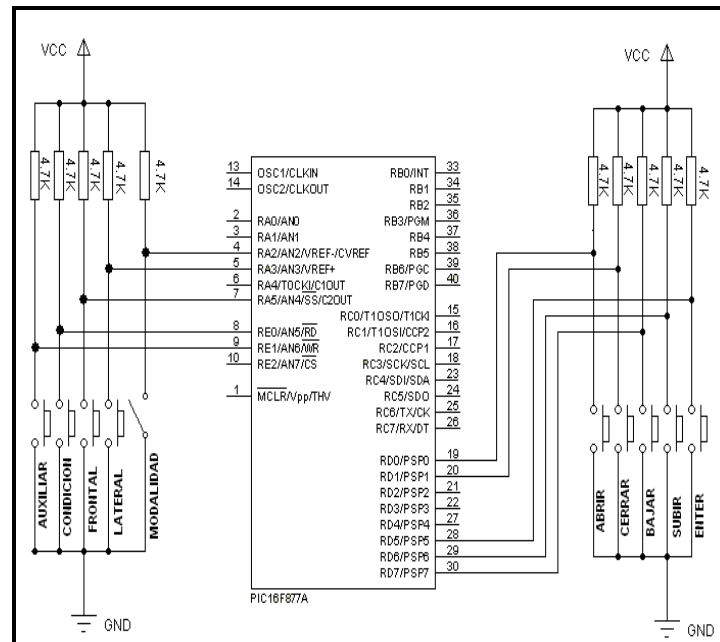 VCC
VCC
4.7K
4.7K
4.7K
4.7K
4.7K
4.7K
4.7K
4.7K
4.7K
4.7K
13 OSC1/CLKIN
14 OSC2/CLKOUT
2 RA0/AN0
3 RA1/AN1
4 RA2/AN2/VREF-/CVREF
5 RA3/AN3/VREF+
6 RA4/T0CKI/C1OUT
7 RA5/AN4/SS/C2OUT
8 RE0/AN5/RD
9 RE1/AN6/WR
10 RE2/AN7/CS
1 MCLR/Vpp/THV
RB0/INT 33
RB1 34
RB2 35
RB3/PGM 36
RB4 37
RB5 38
RB6/PGC 39
RB7/PGD 40
RC0/T1OSO/T1CKI 15
RC1/T1OSI/CCP2 16
RC2/CCP1 17
RC3/SCK/SCL 18
RC4/SDI/SDA 23
RC5/SDO 24
RC6/TX/CK 25
RC7/RX/DT 26
RD0/PSP0 19
RD1/PSP1 20
RD2/PSP2 21
RD3/PSP3 22
RD4/PSP4 27
RD5/PSP5 28
RD6/PSP6 29
RD7/PSP7 30
PIC16F877A
AUXILIAR
CONDICION
FRONTAL
LATERAL
MODALIDAD
ABRIR
CERRAR
BAJAR
SUBIR
ENTER
GND
GND